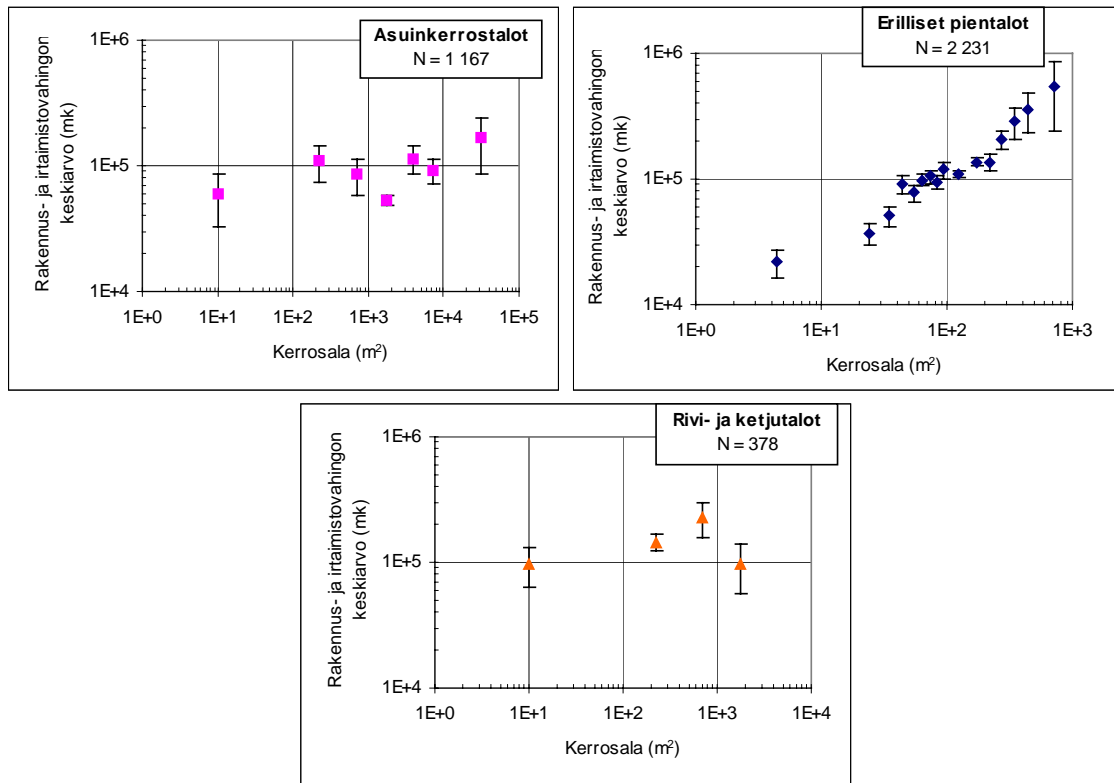 Asuinkerrostalot
N = 1 167
Rakennus- ja irtaimistovahingon
keskiarvo (mk)
1E+6
1E+5
1E+4
1E+0 1E+1 1E+2 1E+3 1E+4 1E+5
Kerrosala (m²)
Erilliset pientalot
N = 2 231
Rakennus- ja irtaimistovahingon
keskiarvo (mk)
1E+6
1E+5
1E+4
1E+0 1E+1 1E+2 1E+3
Kerrosala (m²)
Rivi- ja ketjutalot
N = 378
Rakennus- ja irtaimistovahingon
keskiarvo (mk)
1E+6
1E+5
1E+4
1E+0 1E+1 1E+2 1E+3 1E+4
Kerrosala (m²)